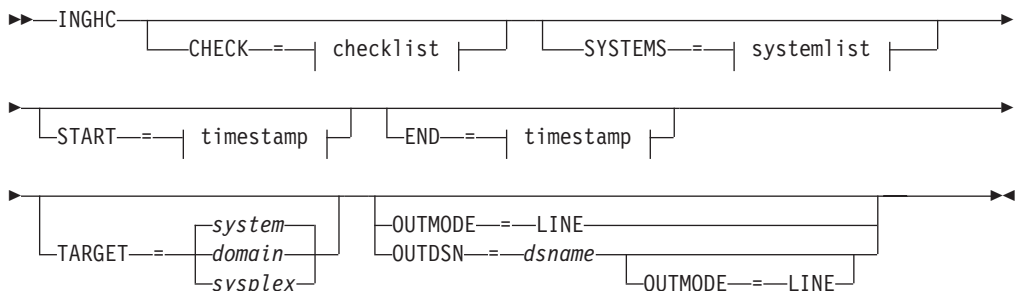 INGHC
CHECK = checklist SYSTEMS = systemlist
START = timestamp END = timestamp
system
TARGET = domain
sysplex
OUTMODE = LINE
OUTDSN = dsname
OUTMODE = LINE